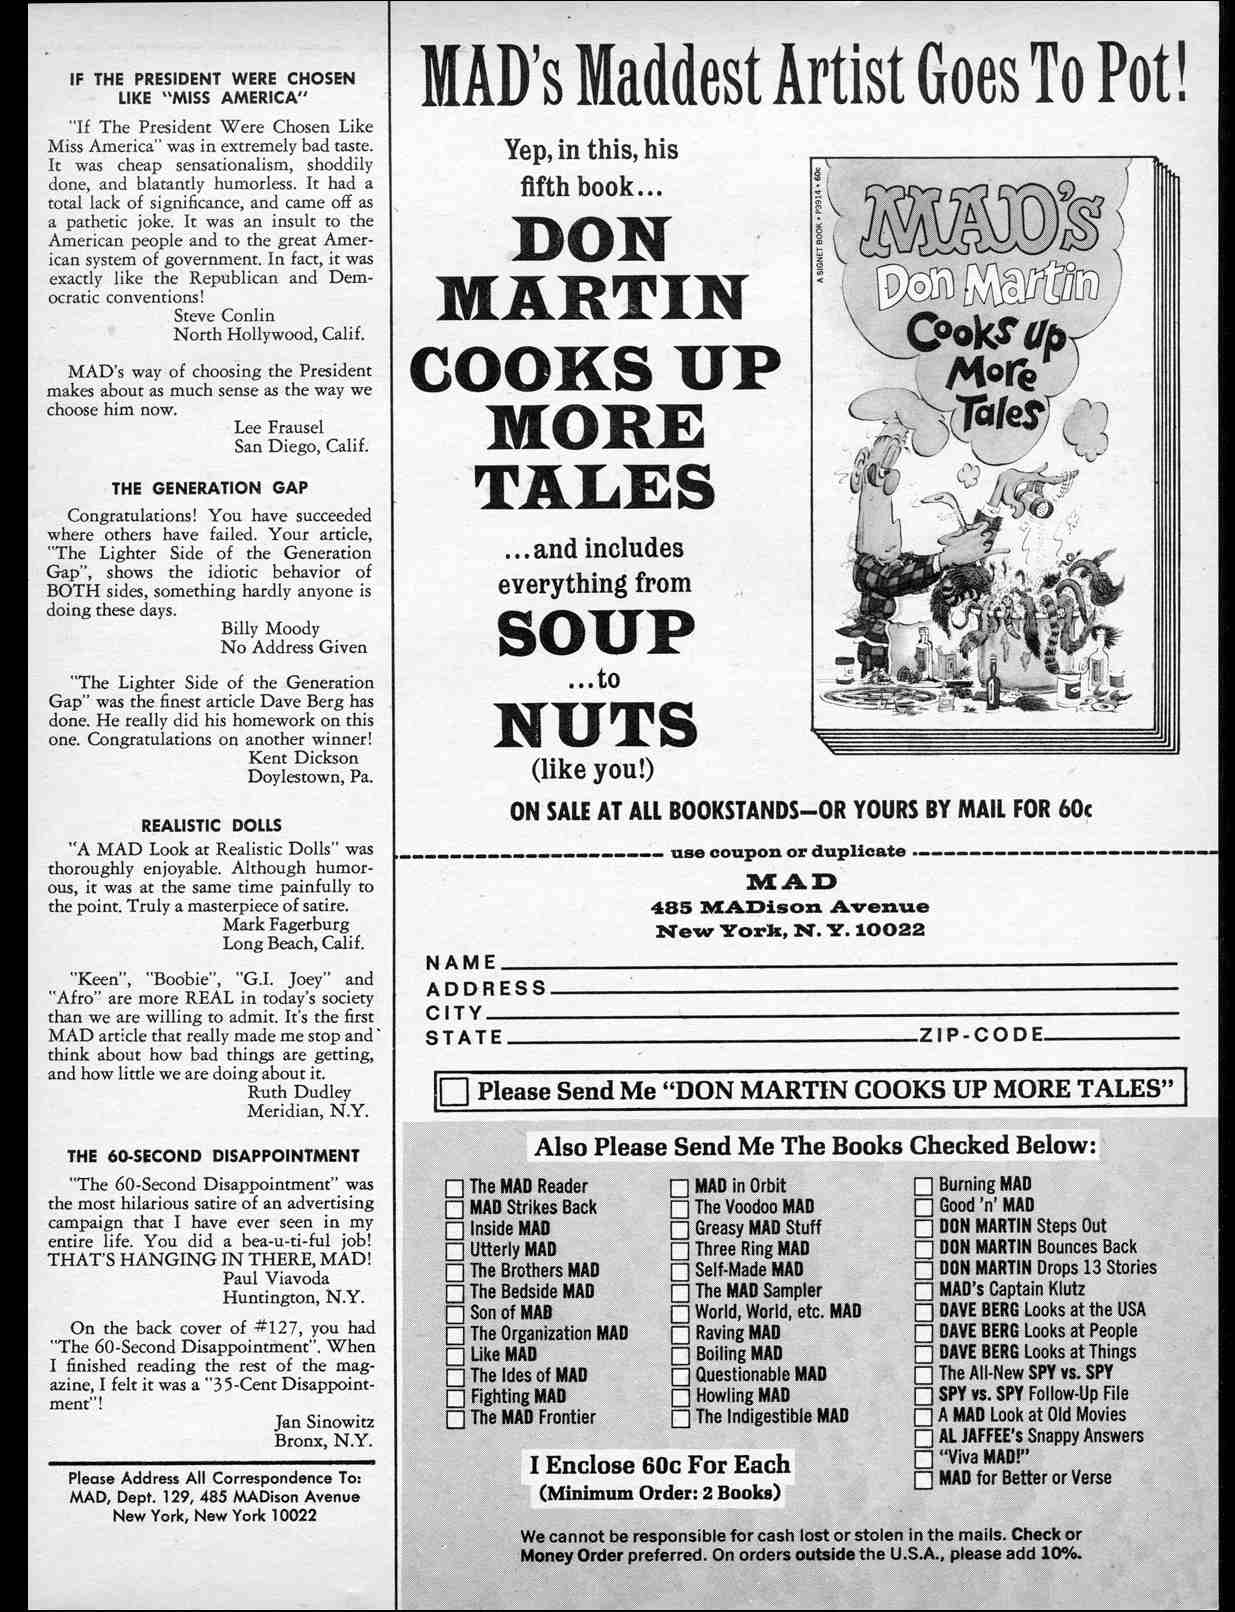 IF THE PRESIDENT WERE CHOSEN
LIKE "MISS AMERICA"
"If The President Were Chosen Like
Miss America" was in extremely bad taste.
It was cheap sensationalism, shoddily
done, and blatantly humorless. It had a
total lack of significance, and came off as
a pathetic joke. It was an insult to the
American people and to the great Amer-
ican system of government. In fact, it was
exactly like the Republican and Dem-
ocratic conventions!
Steve Conlin
North Hollywood, Calif.
MAD's way of choosing the President
makes about as much sense as the way we
choose him now.
Lee Frausel
San Diego, Calif.
THE GENERATION GAP
Congratulations! You have succeeded
where others have failed. Your article,
"The Lighter Side of the Generation
Gap", shows the idiotic behavior of
BOTH sides, something hardly anyone is
doing these days.
Billy Moody
No Address Given
"The Lighter Side of the Generation
Gap" was the finest article Dave Berg has
done. He really did his homework on this
one. Congratulations on another winner!
Kent Dickson
Doylestown, Pa.
REALISTIC DOLLS
"A MAD Look at Realistic Dolls" was
thoroughly enjoyable. Although humor-
ous, it was at the same time painfully to
the point. Truly a masterpiece of satire.
Mark Fagerburg
Long Beach, Calif.
"Keen", "Boobie", "G.I. Joey" and
"Afro" are more REAL in today's society
than we are willing to admit. It's the first
MAD article that really made me stop and
think about how bad things are getting,
and how little we are doing about it.
Ruth Dudley
Meridian, N.Y.
THE 60-SECOND DISAPPOINTMENT
"The 60-Second Disappointment" was
the most hilarious satire of an advertising
campaign that I have ever seen in my
entire life. You did a bea-u-ti-ful job!
THAT'S HANGING IN THERE, MAD!
Paul Viavoda
Huntington, N.Y.
On the back cover of #127, you had
"The 60-Second Disappointment". When
I finished reading the rest of the mag-
azine, I felt it was a "35-Cent Disappoint-
ment"!
Jan Sinowitz
Bronx, N.Y.
Please Address All Correspondence To:
MAD, Dept. 129, 485 MADison Avenue
New York, New York 10022
MAD's Maddest Artist Goes To Pot!
Yep, in this, his
fifth book...
DON
MARTIN
COOKS UP
MORE
TALES
...and includes
everything from
SOUP
...to
NUTS
(like you!)
A SIGNET BOOK • P3914 • 60c
MAD's
Don Martin
Cooks Up
More
Tales
ON SALE AT ALL BOOKSTANDS—OR YOURS BY MAIL FOR 60c
use coupon or duplicate
MAD
485 MADison Avenue
New York, N. Y. 10022
NAME
ADDRESS
CITY
STATE ZIP-CODE
Please Send Me "DON MARTIN COOKS UP MORE TALES"
Also Please Send Me The Books Checked Below:
The MAD Reader
MAD Strikes Back
Inside MAD
Utterly MAD
The Brothers MAD
The Bedside MAD
Son of MAD
The Organization MAD
Like MAD
The Ides of MAD
Fighting MAD
The MAD Frontier
MAD in Orbit
The Voodoo MAD
Greasy MAD Stuff
Three Ring MAD
Self-Made MAD
The MAD Sampler
World, World, etc. MAD
Raving MAD
Boiling MAD
Questionable MAD
Howling MAD
The Indigestible MAD
Burning MAD
Good 'n' MAD
DON MARTIN Steps Out
DON MARTIN Bounces Back
DON MARTIN Drops 13 Stories
MAD's Captain Klutz
DAVE BERG Looks at the USA
DAVE BERG Looks at People
DAVE BERG Looks at Things
The All-New SPY vs. SPY
SPY vs. SPY Follow-Up File
A MAD Look at Old Movies
AL JAFFEE's Snappy Answers
"Viva MAD!"
MAD for Better or Verse
I Enclose 60c For Each
(Minimum Order: 2 Books)
We cannot be responsible for cash lost or stolen in the mails. Check or
Money Order preferred. On orders outside the U.S.A., please add 10%.